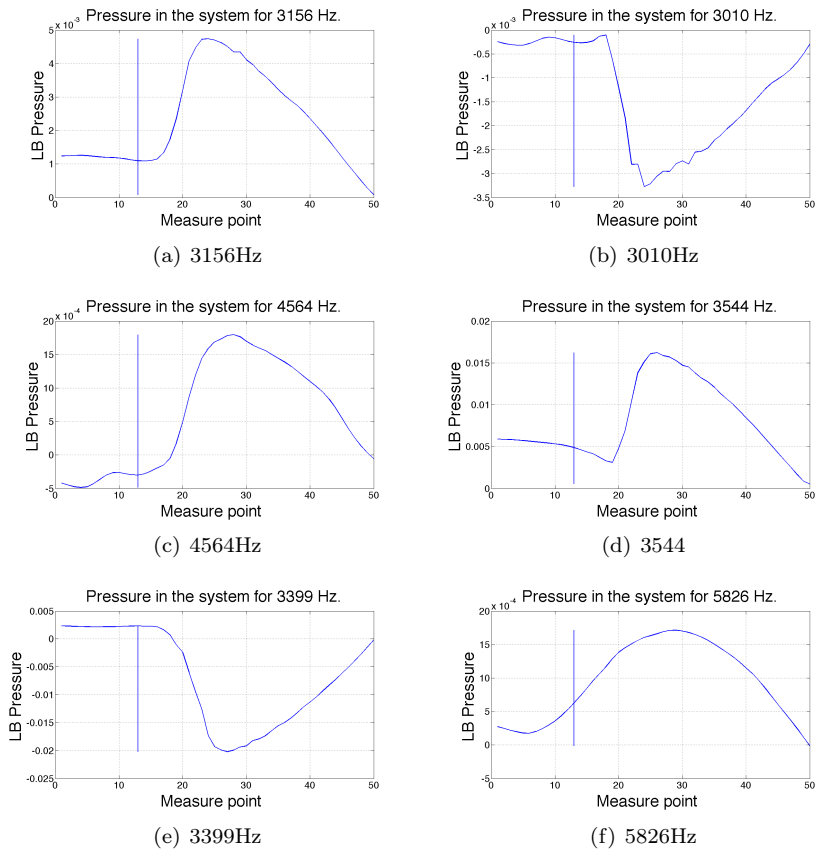 Pressure in the system for 3156 Hz.
x 10^-3
5
4
3
2
1
0
LB Pressure
0 10 20 30 40 50
Measure point
(a) 3156Hz
Pressure in the system for 3010 Hz.
x 10^-3
0
-0.5
-1
-1.5
-2
-2.5
-3
-3.5
LB Pressure
0 10 20 30 40 50
Measure point
(b) 3010Hz
Pressure in the system for 4564 Hz.
x 10^-4
20
15
10
5
0
-5
LB Pressure
0 10 20 30 40 50
Measure point
(c) 4564Hz
Pressure in the system for 3544 Hz.
0.02
0.015
0.01
0.005
0
LB Pressure
0 10 20 30 40 50
Measure point
(d) 3544
Pressure in the system for 3399 Hz.
0.005
0
-0.005
-0.01
-0.015
-0.02
-0.025
LB Pressure
0 10 20 30 40 50
Measure point
(e) 3399Hz
Pressure in the system for 5826 Hz.
x 10^-4
20
15
10
5
0
-5
LB Pressure
0 10 20 30 40 50
Measure point
(f) 5826Hz